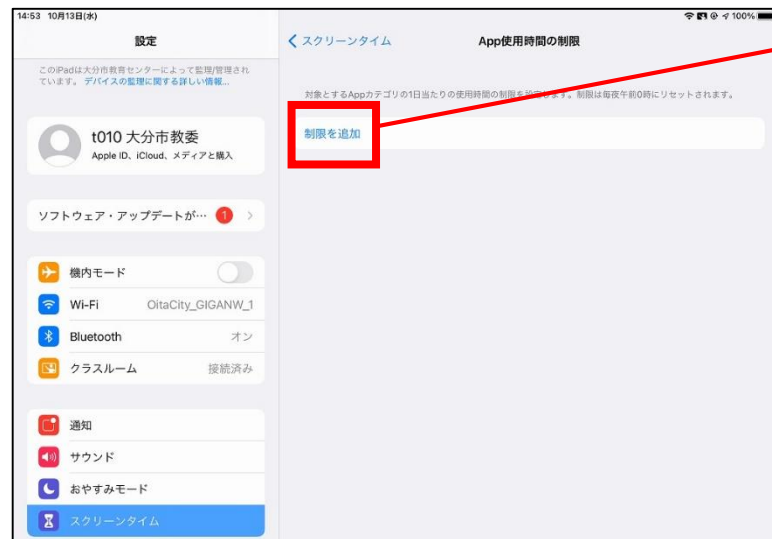 14:53 10月13日(水)
100%
設定
スクリーンタイム
App使用時間の制限
このiPadは大分市教育センターによって監理/管理され
ています。デバイスの監理に関する詳しい情報...
対象とするAppカテゴリの1日当たりの使用時間の制限を設定します。制限は毎夜午前0時にリセットされます。
制限を追加
t010 大分市教委
Apple ID、iCloud、メディアと購入
ソフトウェア・アップデートが… 1
機内モード
Wi-Fi OitaCity_GIGANW_1
Bluetooth オン
クラスルーム 接続済み
通知
サウンド
おやすみモード
スクリーンタイム